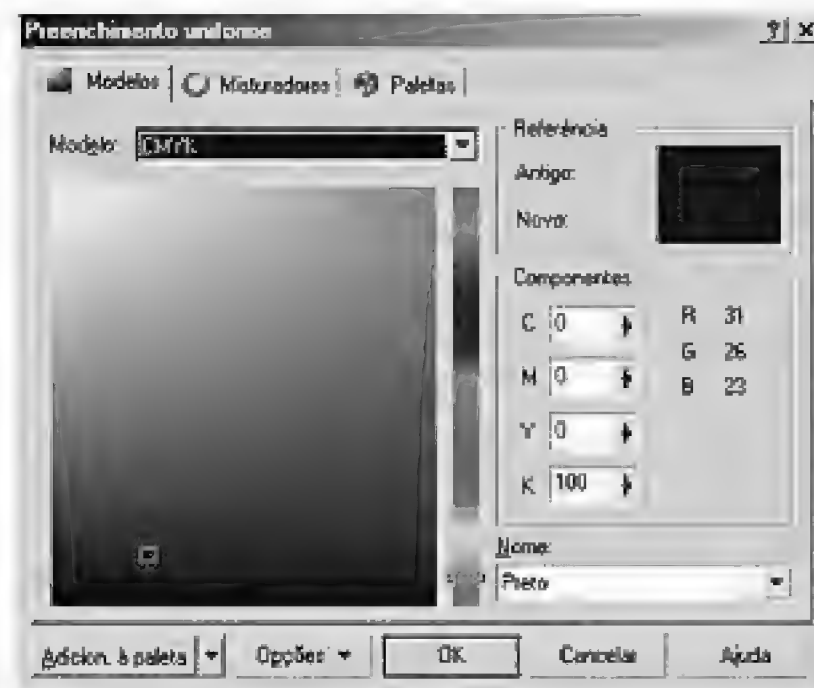 Preenchimento uniforme
Modelos Misturadores Paletas
Modelo: CMYK
Referência
Antigo:
Novo:
Componentes
C 0 R 31
M 0 G 26
Y 0 B 23
K 100
Nome:
Preto
Adicion. à paleta Opções OK Cancelar Ajuda